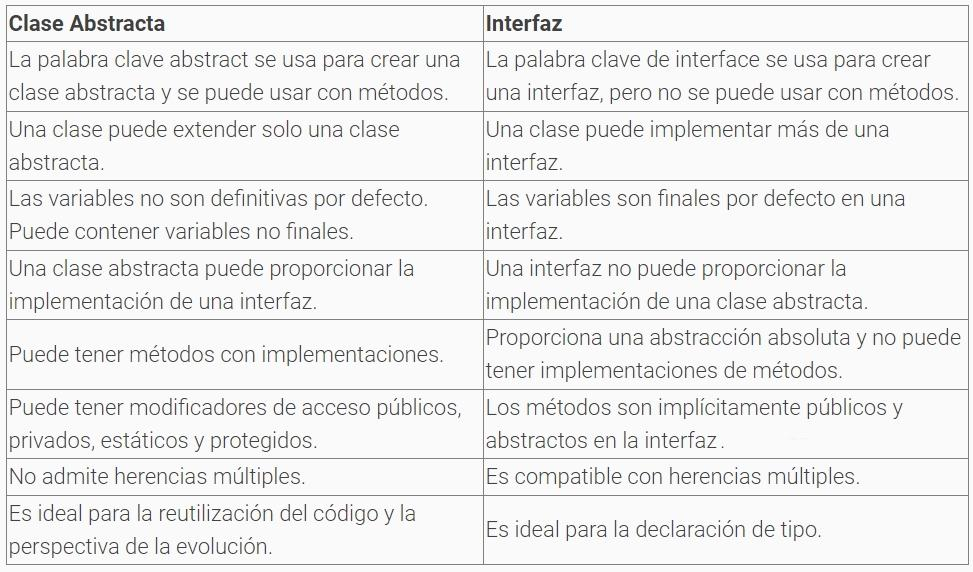 Clase Abstracta
Interfaz
La palabra clave abstract se usa para crear una
clase abstracta y se puede usar con métodos.
La palabra clave de interface se usa para crear
una interfaz, pero no se puede usar con métodos.
Una clase puede extender solo una clase
abstracta.
Una clase puede implementar más de una
interfaz.
Las variables no son definitivas por defecto.
Puede contener variables no finales.
Las variables son finales por defecto en una
interfaz.
Una clase abstracta puede proporcionar la
implementación de una interfaz.
Una interfaz no puede proporcionar la
implementación de una clase abstracta.
Puede tener métodos con implementaciones.
Proporciona una abstracción absoluta y no puede
tener implementaciones de métodos.
Puede tener modificadores de acceso públicos,
privados, estáticos y protegidos.
Los métodos son implícitamente públicos y
abstractos en la interfaz.
No admite herencias múltiples.
Es compatible con herencias múltiples.
Es ideal para la reutilización del código y la
perspectiva de la evolución.
Es ideal para la declaración de tipo.